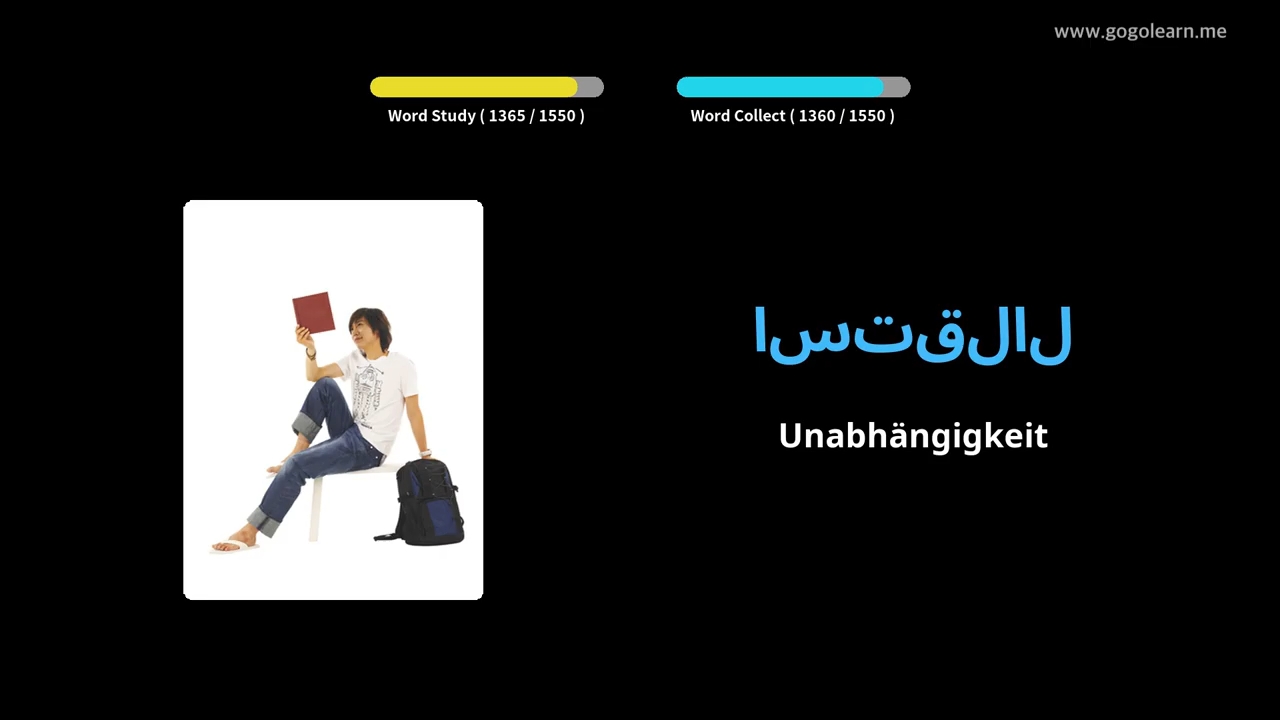 www.gogolearn.me
Word Study ( 1365 / 1550 )
Word Collect ( 1360 / 1550 )
استقلال
Unabhängigkeit